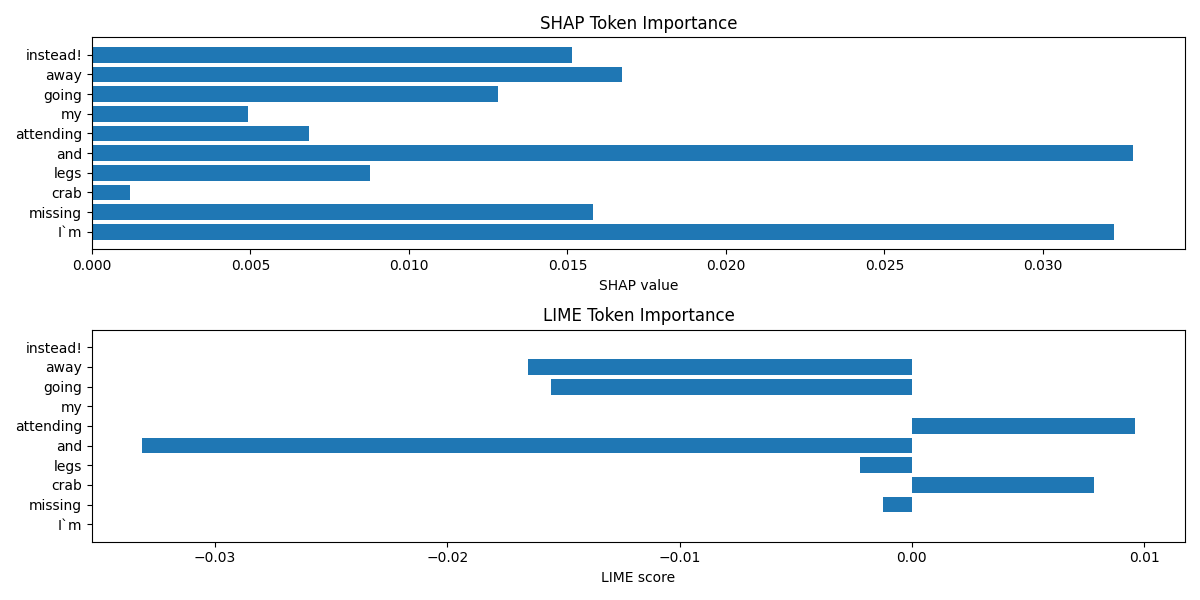 SHAP Token Importance
instead!
away
going
my
attending
and
legs
crab
missing
I`m
0.000 0.005 0.010 0.015 0.020 0.025 0.030
SHAP value
LIME Token Importance
instead!
away
going
my
attending
and
legs
crab
missing
I`m
−0.03 −0.02 −0.01 0.00 0.01
LIME score